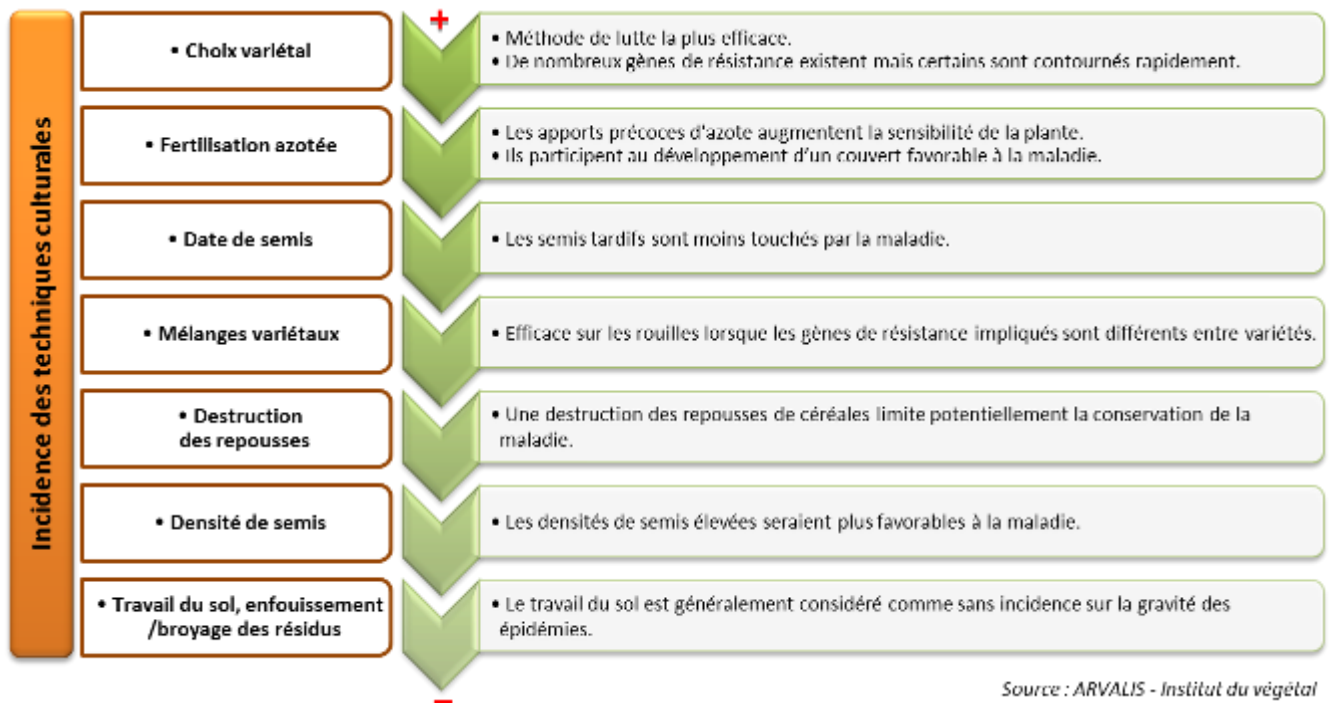 Incidence des techniques culturales
+
• Choix variétal
• Méthode de lutte la plus efficace.
• De nombreux gènes de résistance existent mais certains sont contournés rapidement.
• Fertilisation azotée
• Les apports précoces d'azote augmentent la sensibilité de la plante.
• Ils participent au développement d'un couvert favorable à la maladie.
• Date de semis
• Les semis tardifs sont moins touchés par la maladie.
• Mélanges variétaux
• Efficace sur les rouilles lorsque les gènes de résistance impliqués sont différents entre variétés.
• Destruction
des repousses
• Une destruction des repousses de céréales limite potentiellement la conservation de la
maladie.
• Densité de semis
• Les densités de semis élevées seraient plus favorables à la maladie.
• Travail du sol, enfouissement
/broyage des résidus
• Le travail du sol est généralement considéré comme sans incidence sur la gravité des
épidémies.
–
Source : ARVALIS - Institut du végétal